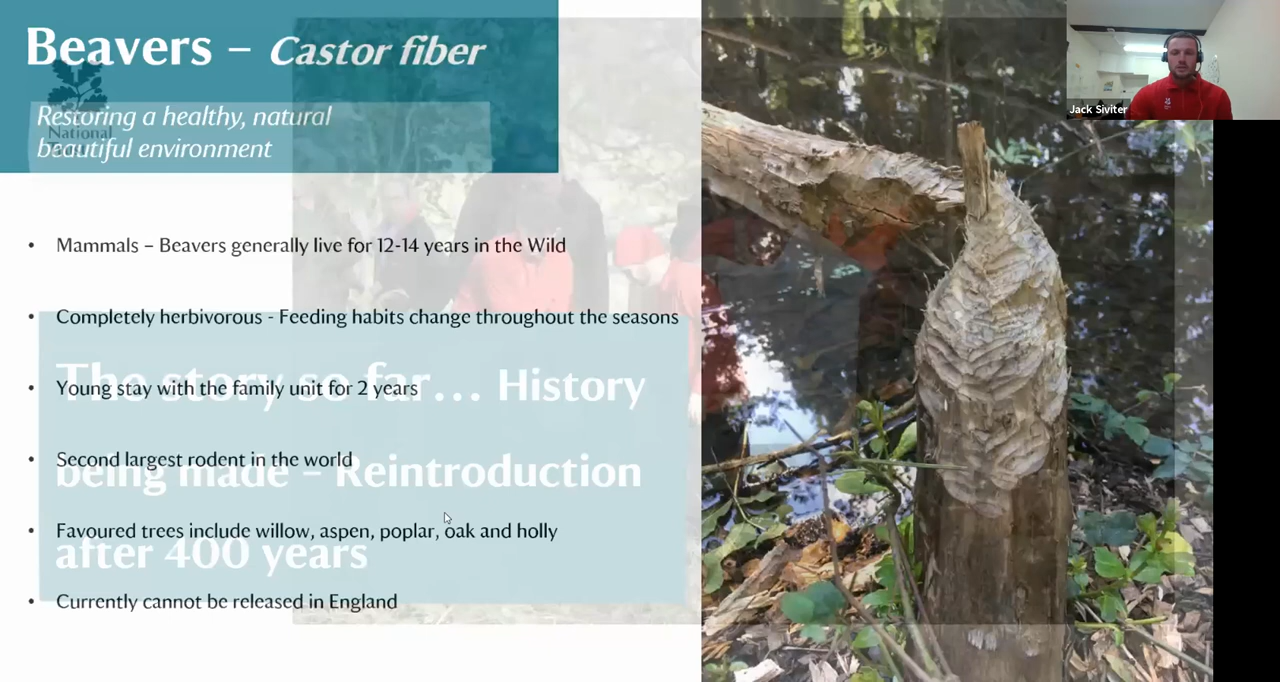 Beavers – Castor fiber
Restoring a healthy, natural
beautiful environment
National
• Mammals – Beavers generally live for 12-14 years in the Wild
• Completely herbivorous - Feeding habits change throughout the seasons
• Young stay with the family unit for 2 years
• Second largest rodent in the world
• Favoured trees include willow, aspen, poplar, oak and holly
• Currently cannot be released in England
The story so far... History
being made – Reintroduction
after 400 years
Jack Siviter